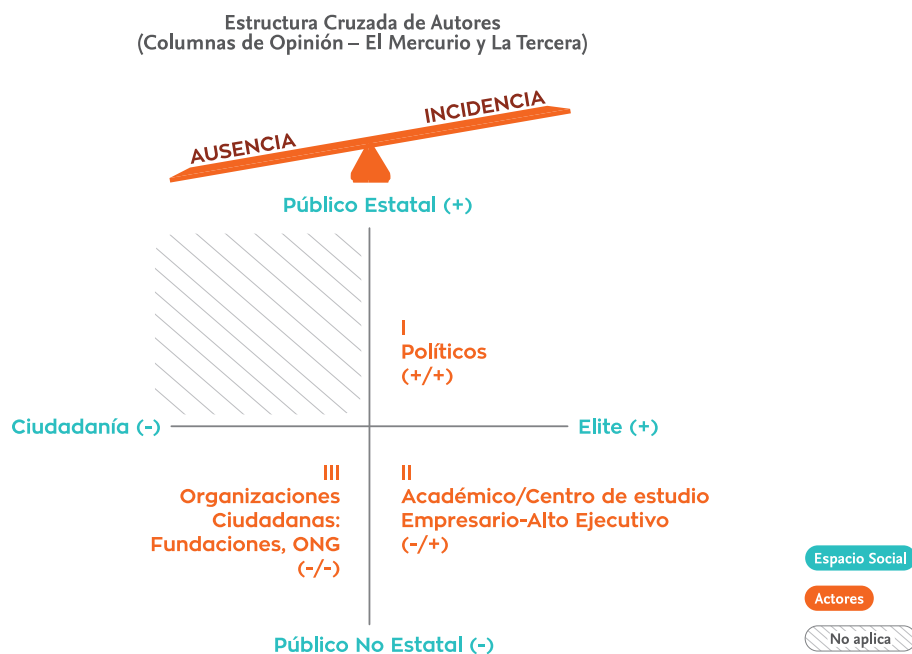 Estructura Cruzada de Autores
(Columnas de Opinión – El Mercurio y La Tercera)
AUSENCIA
INCIDENCIA
Público Estatal (+)
I
Políticos
(+/+)
Ciudadanía (-)
Elite (+)
III
Organizaciones
Ciudadanas:
Fundaciones, ONG
(-/-)
II
Académico/Centro de estudio
Empresario-Alto Ejecutivo
(-/+)
Público No Estatal (-)
Espacio Social
Actores
No aplica